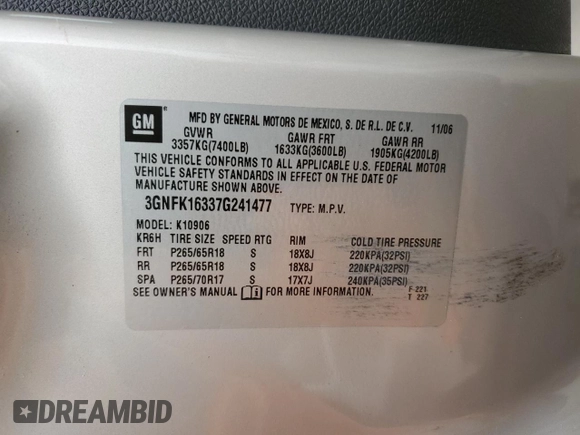 GM ®
MFD BY GENERAL MOTORS DE MEXICO, S. DE R.L. DE C.V. 11/06
GVWR GAWR FRT GAWR RR
3357KG(7400LB) 1633KG(3600LB) 1905KG(4200LB)
THIS VEHICLE CONFORMS TO ALL APPLICABLE U.S. FEDERAL MOTOR
VEHICLE SAFETY STANDARDS IN EFFECT ON THE DATE OF
MANUFACTURE SHOWN ABOVE.
3GNFK16337G241477 TYPE: M.P.V.
MODEL: K10906
KR6H TIRE SIZE SPEED RTG RIM COLD TIRE PRESSURE
FRT P265/65R18 S 18X8J 220KPA(32PSI)
RR P265/65R18 S 18X8J 220KPA(32PSI)
SPA P265/70R17 S 17X7J 240KPA(35PSI)
SEE OWNER'S MANUAL FOR MORE INFORMATION. F 221
T 227
DREAMBID